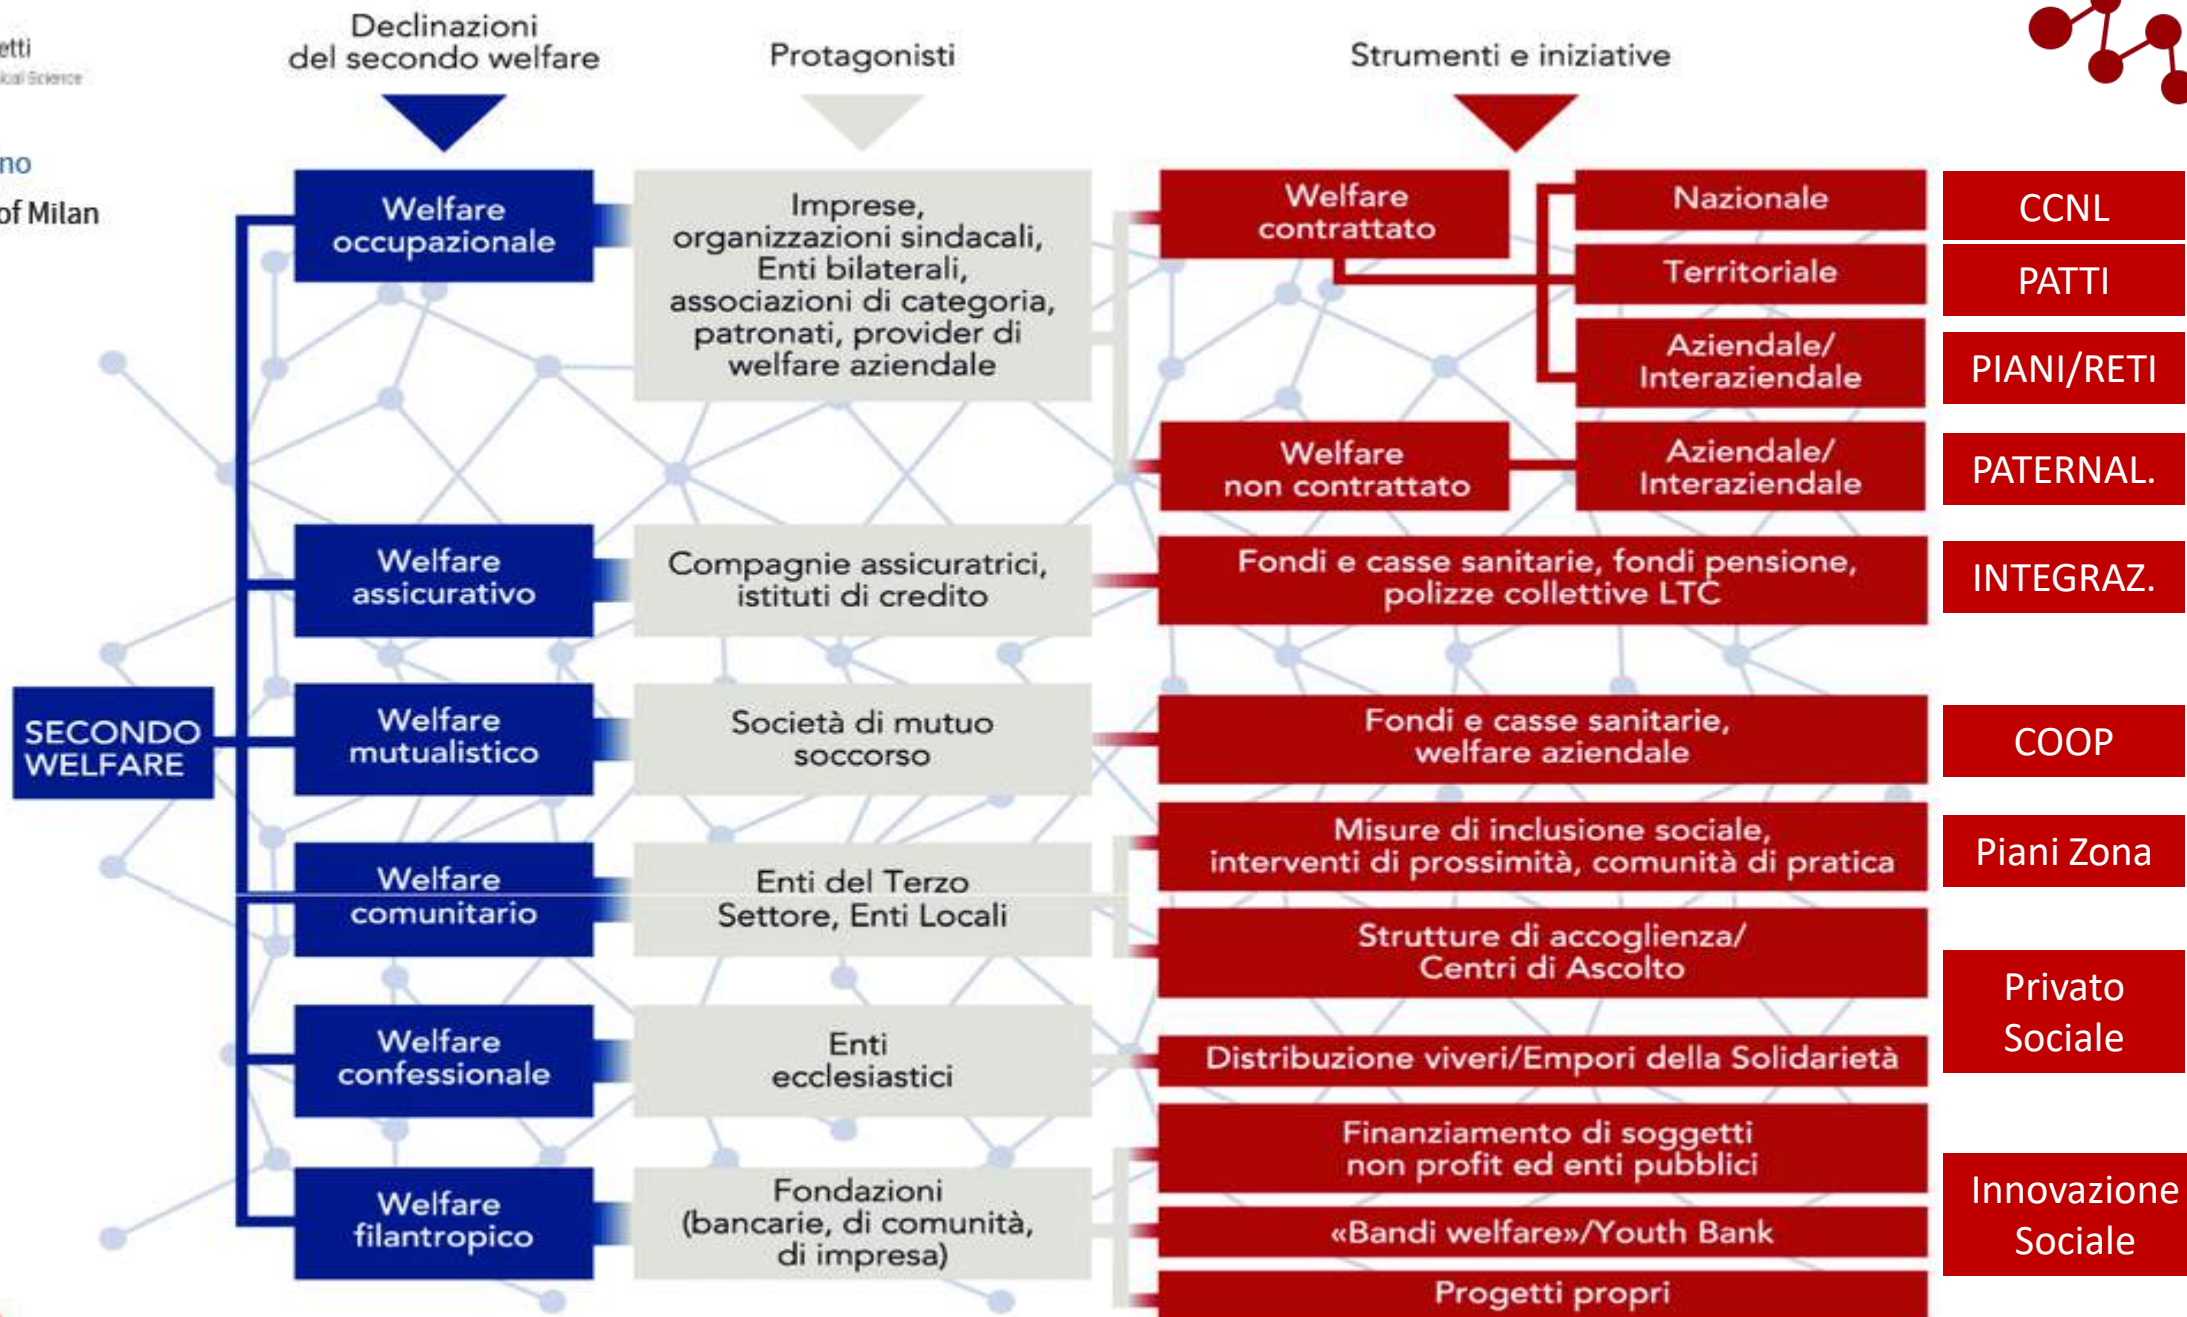 etti
ical Science
no
of Milan
Declinazioni
del secondo welfare
Protagonisti
Strumenti e iniziative
SECONDO
WELFARE
Welfare
occupazionale
Imprese,
organizzazioni sindacali,
Enti bilaterali,
associazioni di categoria,
patronati, provider di
welfare aziendale
Welfare
contrattato
Nazionale
CCNL
Territoriale
PATTI
Aziendale/
Interaziendale
PIANI/RETI
Welfare
non contrattato
Aziendale/
Interaziendale
PATERNAL.
Welfare
assicurativo
Compagnie assicuratrici,
istituti di credito
Fondi e casse sanitarie, fondi pensione,
polizze collettive LTC
INTEGRAZ.
Welfare
mutualistico
Società di mutuo
soccorso
Fondi e casse sanitarie,
welfare aziendale
COOP
Welfare
comunitario
Enti del Terzo
Settore, Enti Locali
Misure di inclusione sociale,
interventi di prossimità, comunità di pratica
Piani Zona
Strutture di accoglienza/
Centri di Ascolto
Privato
Sociale
Welfare
confessionale
Enti
ecclesiastici
Distribuzione viveri/Empori della Solidarietà
Welfare
filantropico
Fondazioni
(bancarie, di comunità,
di impresa)
Finanziamento di soggetti
non profit ed enti pubblici
«Bandi welfare»/Youth Bank
Progetti propri
Innovazione
Sociale